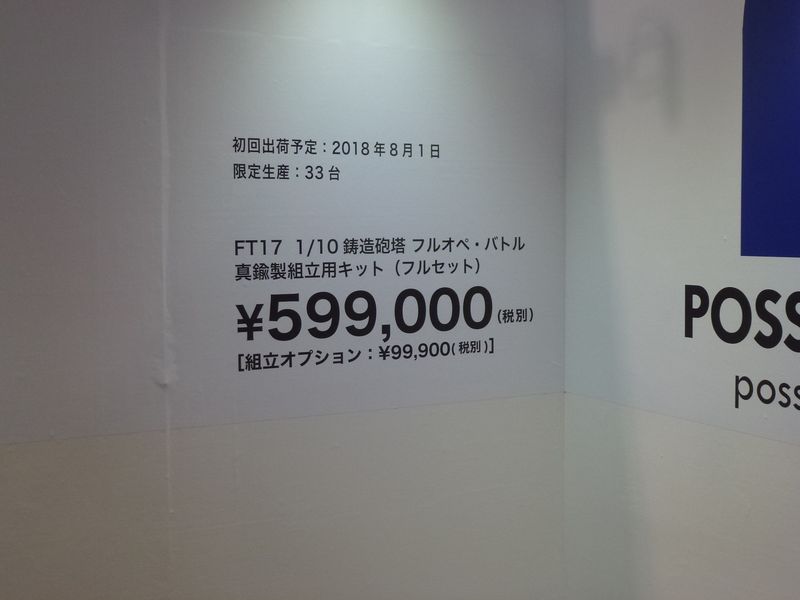 初回出荷予定：2018年8月1日
限定生産：33台
FT17 1/10 鋳造砲塔 フルオペ・バトル
真鍮製組立用キット（フルセット）
¥599,000(税別)
[組立オプション：¥99,900(税別)]
POSS
poss